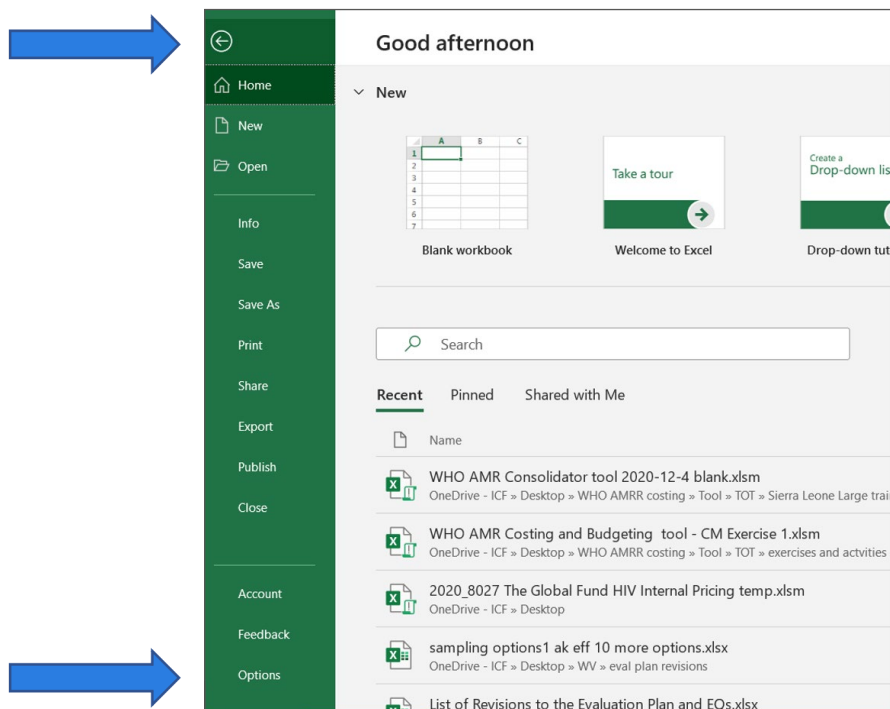 Good afternoon
Home
New
Open
Info
Save
Save As
Print
Share
Export
Publish
Close
Account
Feedback
Options
New
A B C
1
2
3
4
5
6
7
Blank workbook
Take a tour
Welcome to Excel
Create a
Drop-down lis
Drop-down tut
Search
Recent Pinned Shared with Me
Name
WHO AMR Consolidator tool 2020-12-4 blank.xlsm
OneDrive - ICF » Desktop » WHO AMRR costing » Tool » TOT » Sierra Leone Large trai
WHO AMR Costing and Budgeting tool - CM Exercise 1.xlsm
OneDrive - ICF » Desktop » WHO AMRR costing » Tool » TOT » exercises and actvities
2020_8027 The Global Fund HIV Internal Pricing temp.xlsm
OneDrive - ICF » Desktop
sampling options1 ak eff 10 more options.xlsx
OneDrive - ICF » Desktop » WV » eval plan revisions
List of Revisions to the Evaluation Plan and EQs.xlsx